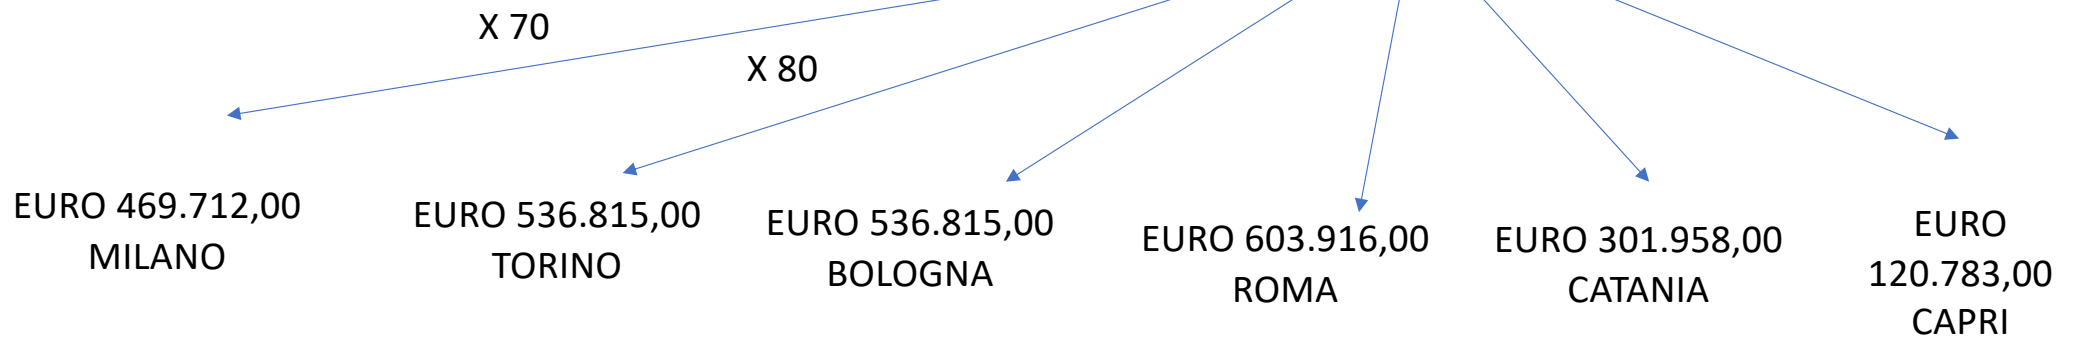 X 70
X 80
EURO 469.712,00
MILANO
EURO 536.815,00
TORINO
EURO 536.815,00
BOLOGNA
EURO 603.916,00
ROMA
EURO 301.958,00
CATANIA
EURO
120.783,00
CAPRI